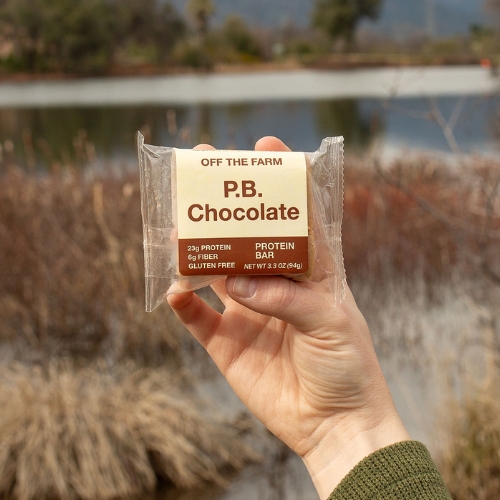 OFF THE FARM
P.B.
Chocolate
23g PROTEIN
6g FIBER
GLUTEN FREE
PROTEIN
BAR
NET WT 3.3 OZ (94g)